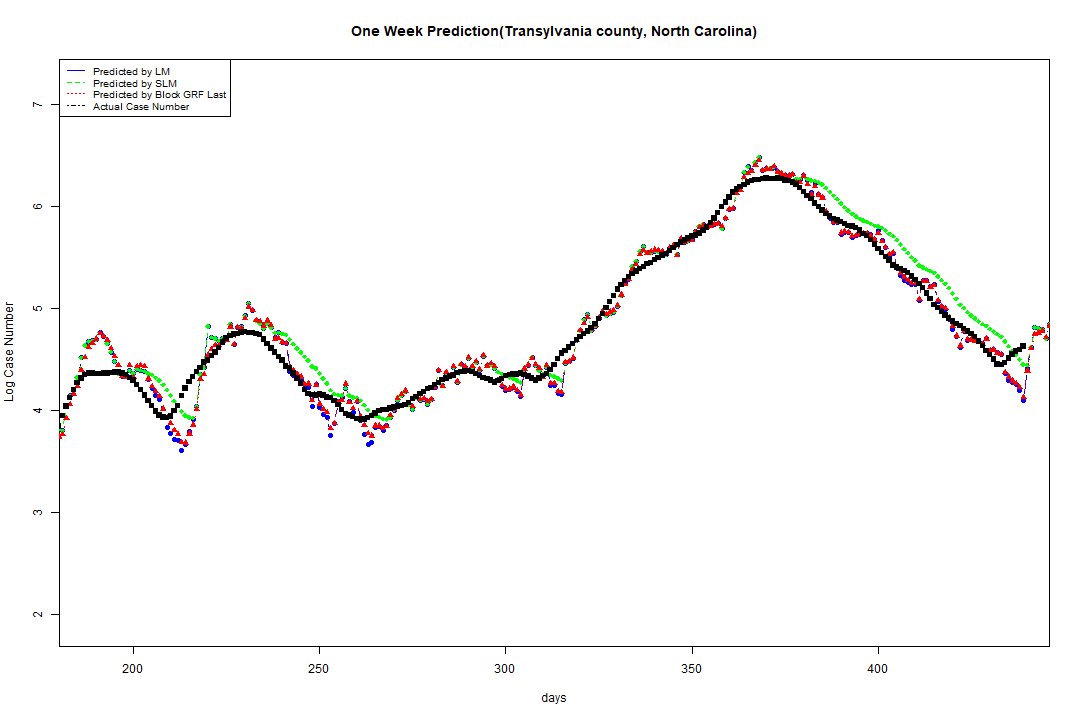 One Week Prediction(Transylvania county, North Carolina)
Predicted by LM
Predicted by SLM
Predicted by Block GRF Last
Actual Case Number
7
6
5
4
3
2
Log Case Number
200 250 300 350 400
days